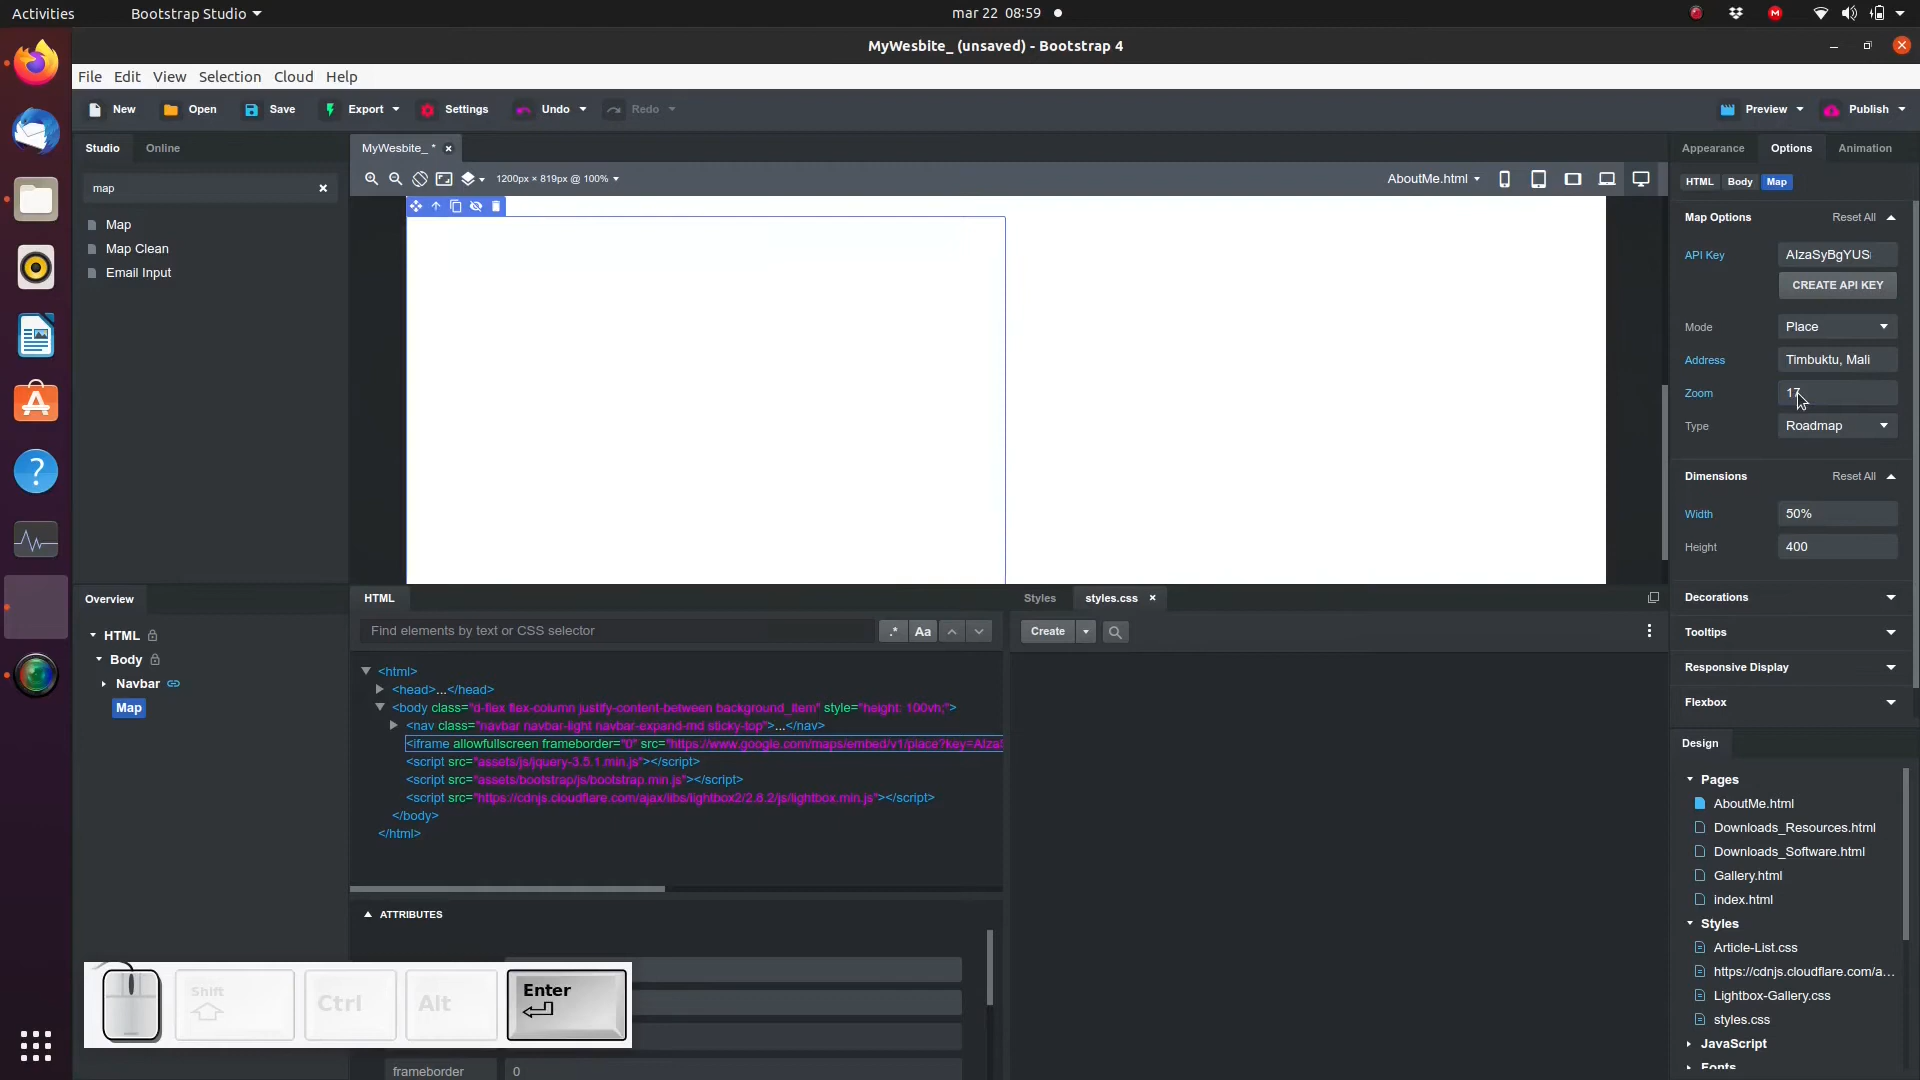 Activities
Bootstrap Studio
mar 22 08:59
MyWesbite_ (unsaved) - Bootstrap 4
File Edit View Selection Cloud Help
New Open Save Export Settings Undo Redo
Preview Publish
Studio Online
MyWesbite_ *
Appearance Options Animation
map
1200px × 819px @ 100%
AboutMe.html
HTML Body Map
Map
Map Clean
Email Input
Map Options Reset All
API Key AIzaSyBgYUS
CREATE API KEY
Mode Place
Address Timbuktu, Mali
Zoom 17
Type Roadmap
Dimensions Reset All
Width 50%
Height 400
Decorations
Tooltips
Responsive Display
Flexbox
Overview
HTML
Body
Navbar
Map
HTML
Find elements by text or CSS selector
.* Aa
<html>
<head>...</head>
<body class="d-flex flex-column justify-content-between background_item" style="height: 100vh;">
<nav class="navbar navbar-light navbar-expand-md sticky-top">...</nav>
<iframe allowfullscreen frameborder="0" src="https://www.google.com/maps/embed/v1/place?key=AIzaS
<script src="assets/js/jquery-3.5.1.min.js"></script>
<script src="assets/bootstrap/js/bootstrap.min.js"></script>
<script src="https://cdnjs.cloudflare.com/ajax/libs/lightbox2/2.8.2/js/lightbox.min.js"></script>
</body>
</html>
ATTRIBUTES
frameborder 0
Styles styles.css
Create
Design
Pages
AboutMe.html
Downloads_Resources.html
Downloads_Software.html
Gallery.html
index.html
Styles
Article-List.css
https://cdnjs.cloudflare.com/a...
Lightbox-Gallery.css
styles.css
JavaScript
Fonts
Shift Ctrl Alt Enter